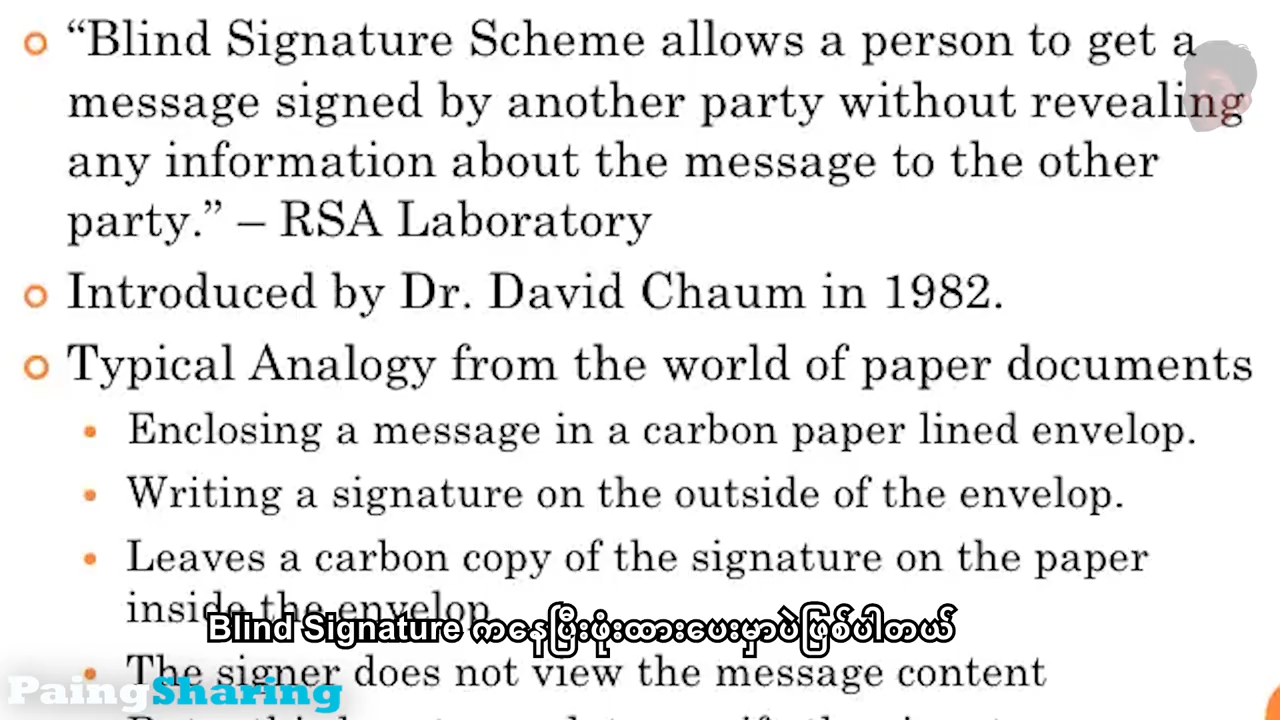 “Blind Signature Scheme allows a person to get a
message signed by another party without revealing
any information about the message to the other
party.” – RSA Laboratory
Introduced by Dr. David Chaum in 1982.
Typical Analogy from the world of paper documents
Enclosing a message in a carbon paper lined envelop.
Writing a signature on the outside of the envelop.
Leaves a carbon copy of the signature on the paper
inside the envelop
Blind Signature ကနေပြီးဖုံးထားပေးမှာပဲဖြစ်ပါတယ်
The signer does not view the message content
PaingSharing